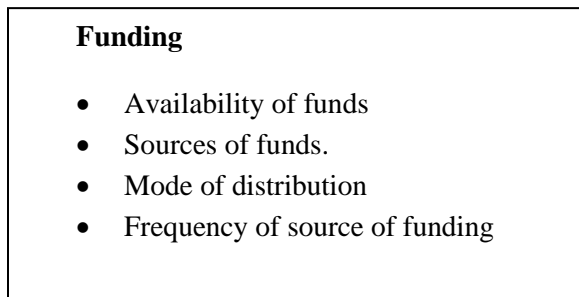 Funding
• Availability of funds
• Sources of funds.
• Mode of distribution
• Frequency of source of funding